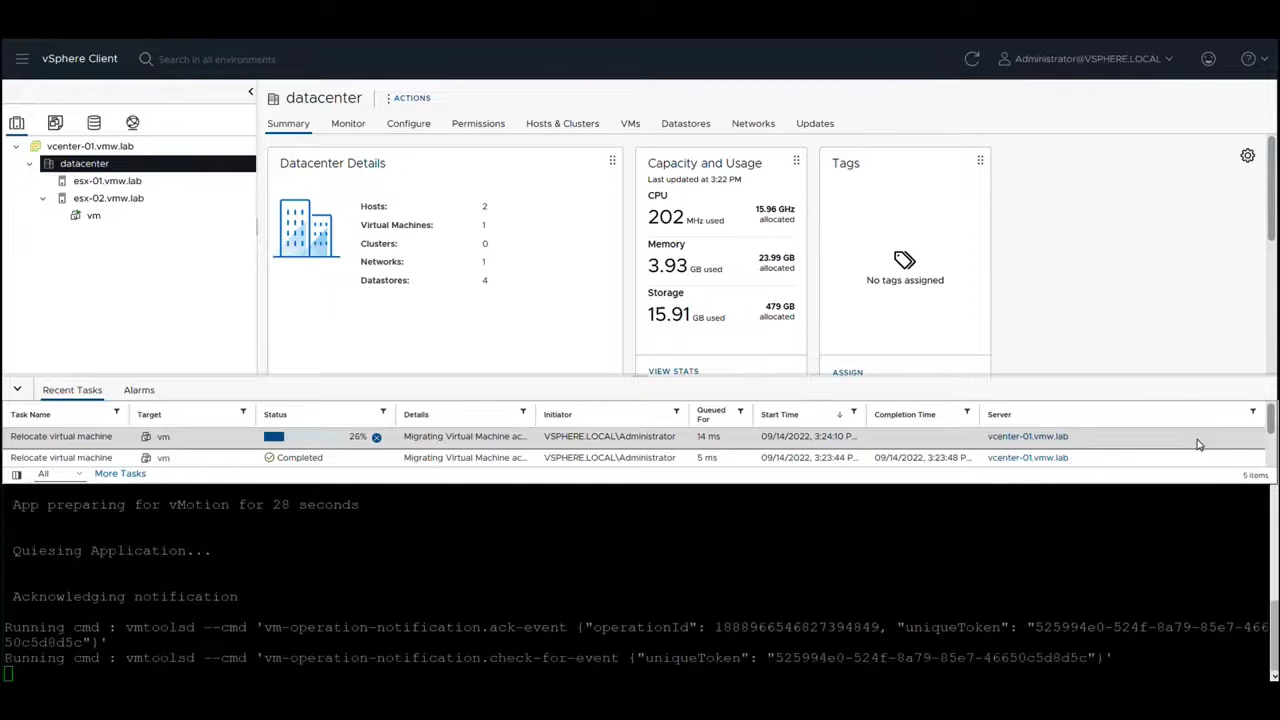 vSphere Client
Search in all environments
Administrator@VSPHERE.LOCAL
datacenter
ACTIONS
Summary Monitor Configure Permissions Hosts & Clusters VMs Datastores Networks Updates
vcenter-01.vmw.lab
datacenter
esx-01.vmw.lab
esx-02.vmw.lab
vm
Datacenter Details
Hosts: 2
Virtual Machines: 1
Clusters: 0
Networks: 1
Datastores: 4
Capacity and Usage
Last updated at 3:22 PM
CPU
202 MHz used 15.96 GHz allocated
Memory
3.93 GB used 23.99 GB allocated
Storage
15.91 GB used 479 GB allocated
VIEW STATS
Tags
No tags assigned
ASSIGN
Recent Tasks Alarms
Task Name Target Status Details Initiator Queued For Start Time Completion Time Server
Relocate virtual machine vm 26% Migrating Virtual Machine ac... VSPHERE.LOCAL\Administrator 14 ms 09/14/2022, 3:24:10 P... vcenter-01.vmw.lab
Relocate virtual machine vm Completed Migrating Virtual Machine ac... VSPHERE.LOCAL\Administrator 5 ms 09/14/2022, 3:23:44 P... 09/14/2022, 3:23:48 P... vcenter-01.vmw.lab
All More Tasks 5 items
App preparing for vMotion for 28 seconds
Quiesing Application...
Acknowledging notification
Running cmd : vmtoolsd --cmd 'vm-operation-notification.ack-event {"operationId": 1888966546827394849, "uniqueToken": "525994e0-524f-8a79-85e7-466
50c5d8d5c"}'
Running cmd : vmtoolsd --cmd 'vm-operation-notification.check-for-event {"uniqueToken": "525994e0-524f-8a79-85e7-46650c5d8d5c"}'